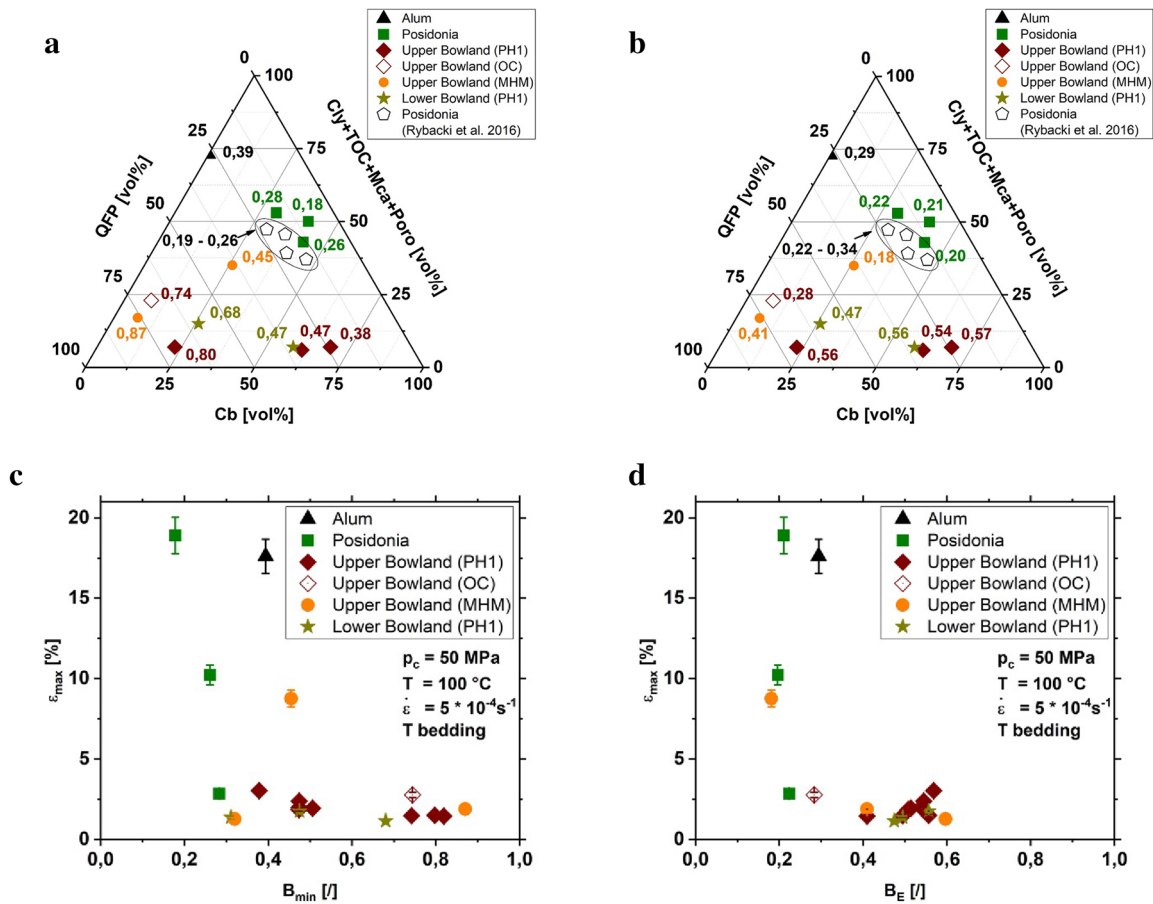 a
Alum
Posidonia
Upper Bowland (PH1)
Upper Bowland (OC)
Upper Bowland (MHM)
Lower Bowland (PH1)
Posidonia
(Rybacki et al. 2016)
0
100
25
75
50
50
75
25
100
0
0
25
50
75
100
QFP [vol%]
Cly+TOC+Mca+Poro [vol%]
Cb [vol%]
0,39
0,28
0,18
0,19 - 0,26
0,26
0,45
0,74
0,68
0,87
0,80
0,47
0,47
0,38
b
Alum
Posidonia
Upper Bowland (PH1)
Upper Bowland (OC)
Upper Bowland (MHM)
Lower Bowland (PH1)
Posidonia
(Rybacki et al. 2016)
0
100
25
75
50
50
75
25
100
0
0
25
50
75
100
QFP [vol%]
Cly+TOC+Mca+Poro [vol%]
Cb [vol%]
0,29
0,22
0,21
0,22 - 0,34
0,20
0,18
0,28
0,47
0,41
0,56
0,56
0,54
0,57
c
20
15
10
5
0
εmax [%]
Alum
Posidonia
Upper Bowland (PH1)
Upper Bowland (OC)
Upper Bowland (MHM)
Lower Bowland (PH1)
pc = 50 MPa
T = 100 °C
ε̇ = 5 * 10⁻⁴s⁻¹
T bedding
0,0
0,2
0,4
0,6
0,8
1,0
Bmin [/]
d
20
15
10
5
0
εmax [%]
Alum
Posidonia
Upper Bowland (PH1)
Upper Bowland (OC)
Upper Bowland (MHM)
Lower Bowland (PH1)
pc = 50 MPa
T = 100 °C
ε̇ = 5 * 10⁻⁴s⁻¹
T bedding
0,0
0,2
0,4
0,6
0,8
1,0
BE [/]